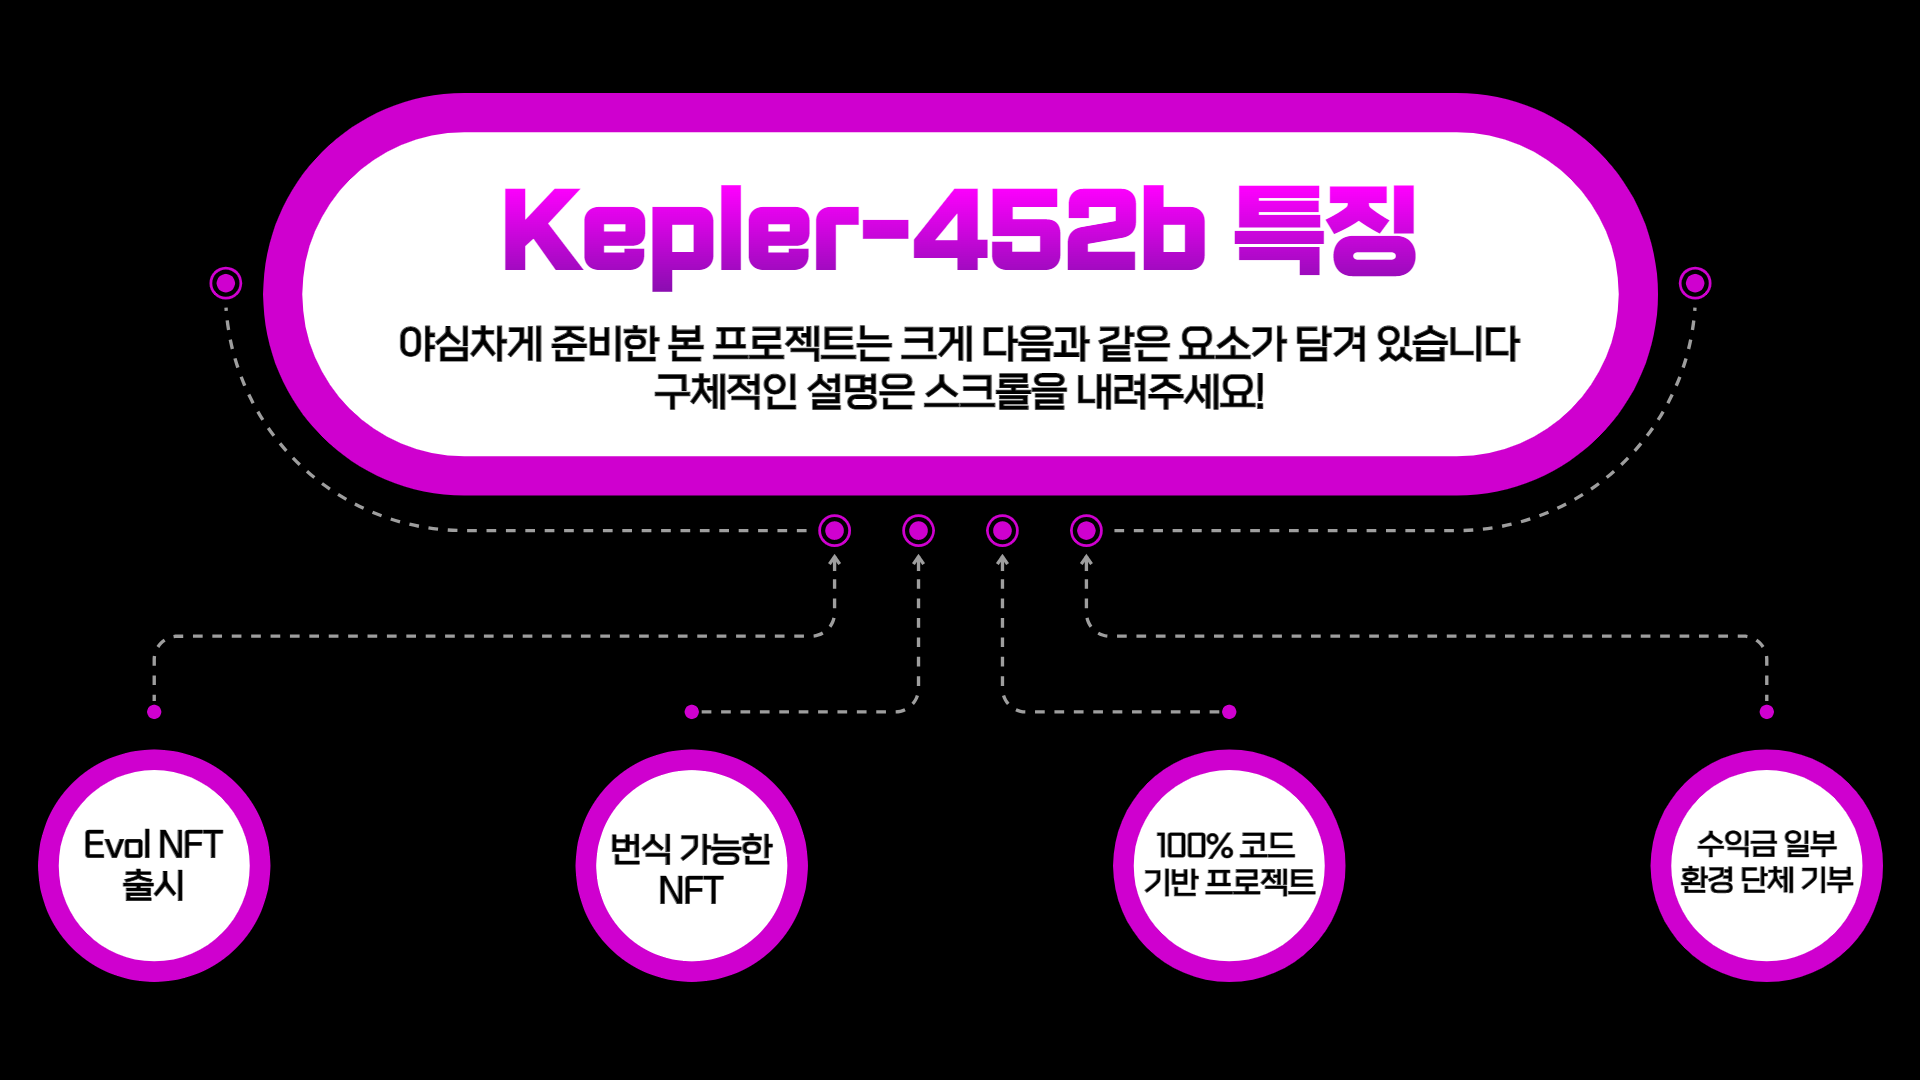 Kepler-452b 특징
야심차게 준비한 본 프로젝트는 크게 다음과 같은 요소가 담겨 있습니다
구체적인 설명은 스크롤을 내려주세요!
Evol NFT
출시
번식 가능한
NFT
100% 코드
기반 프로젝트
수익금 일부
환경 단체 기부